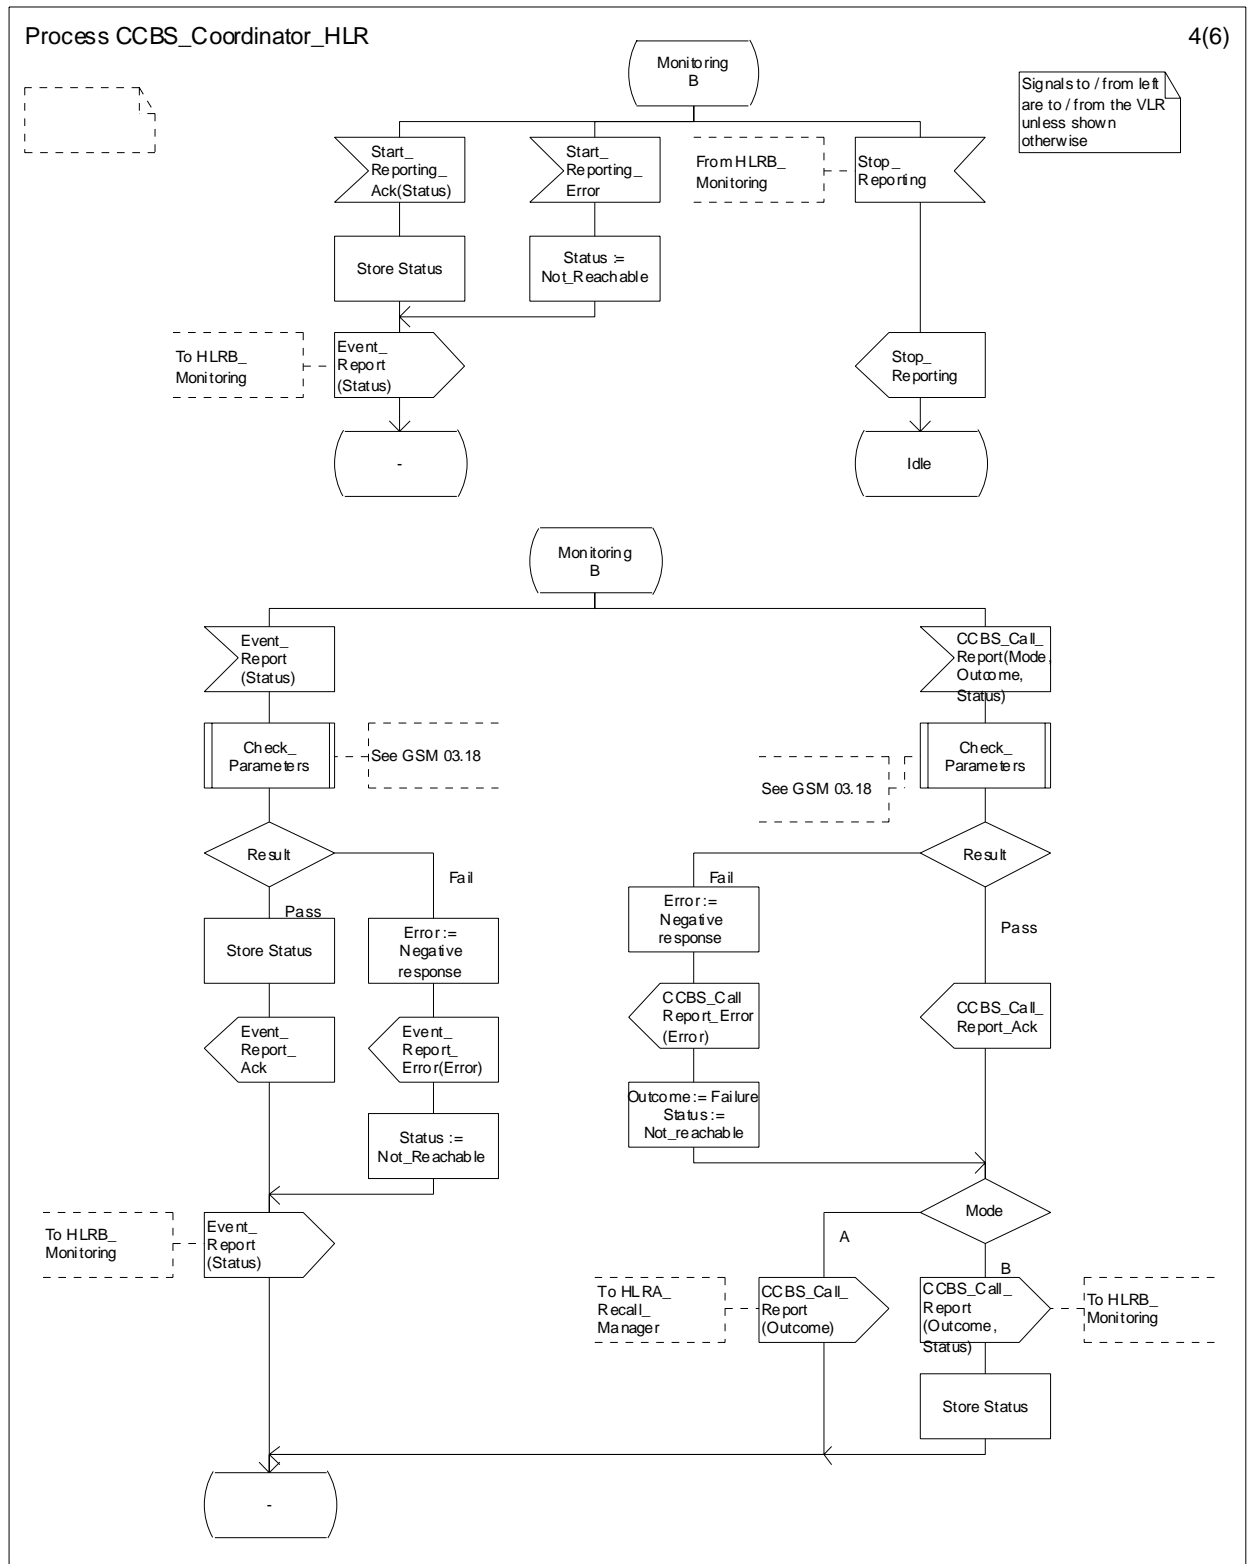 Process CCBS_Coordinator_HLR
4(6)
Monitoring
B
Signals to / from left
are to / from the VLR
unless shown
otherwise
Start_
Reporting_
Ack(Status)
Start_
Reporting_
Error
From HLRB_
Monitoring
Stop_
Reporting
Store Status
Status :=
Not_Reachable
To HLRB_
Monitoring
Event_
Report
(Status)
Stop_
Reporting
-
Idle
Monitoring
B
Event_
Report
(Status)
CCBS_Call_
Report(Mode,
Outcome,
Status)
Check_
Parameters
See GSM 03.18
See GSM 03.18
Check_
Parameters
Result
Result
Fail
Fail
Pass
Store Status
Error :=
Negative
response
Error :=
Negative
response
Pass
Event_
Report_
Ack
Event_
Report_
Error(Error)
CCBS_Call
Report_Error
(Error)
CCBS_Call_
Report_Ack
Status :=
Not_Reachable
Outcome := Failure
Status :=
Not_reachable
To HLRB_
Monitoring
Event_
Report
(Status)
Mode
A
B
To HLRA_
Recall_
Manager
CCBS_Call_
Report
(Outcome)
CCBS_Call_
Report
(Outcome,
Status)
To HLRB_
Monitoring
Store Status
-